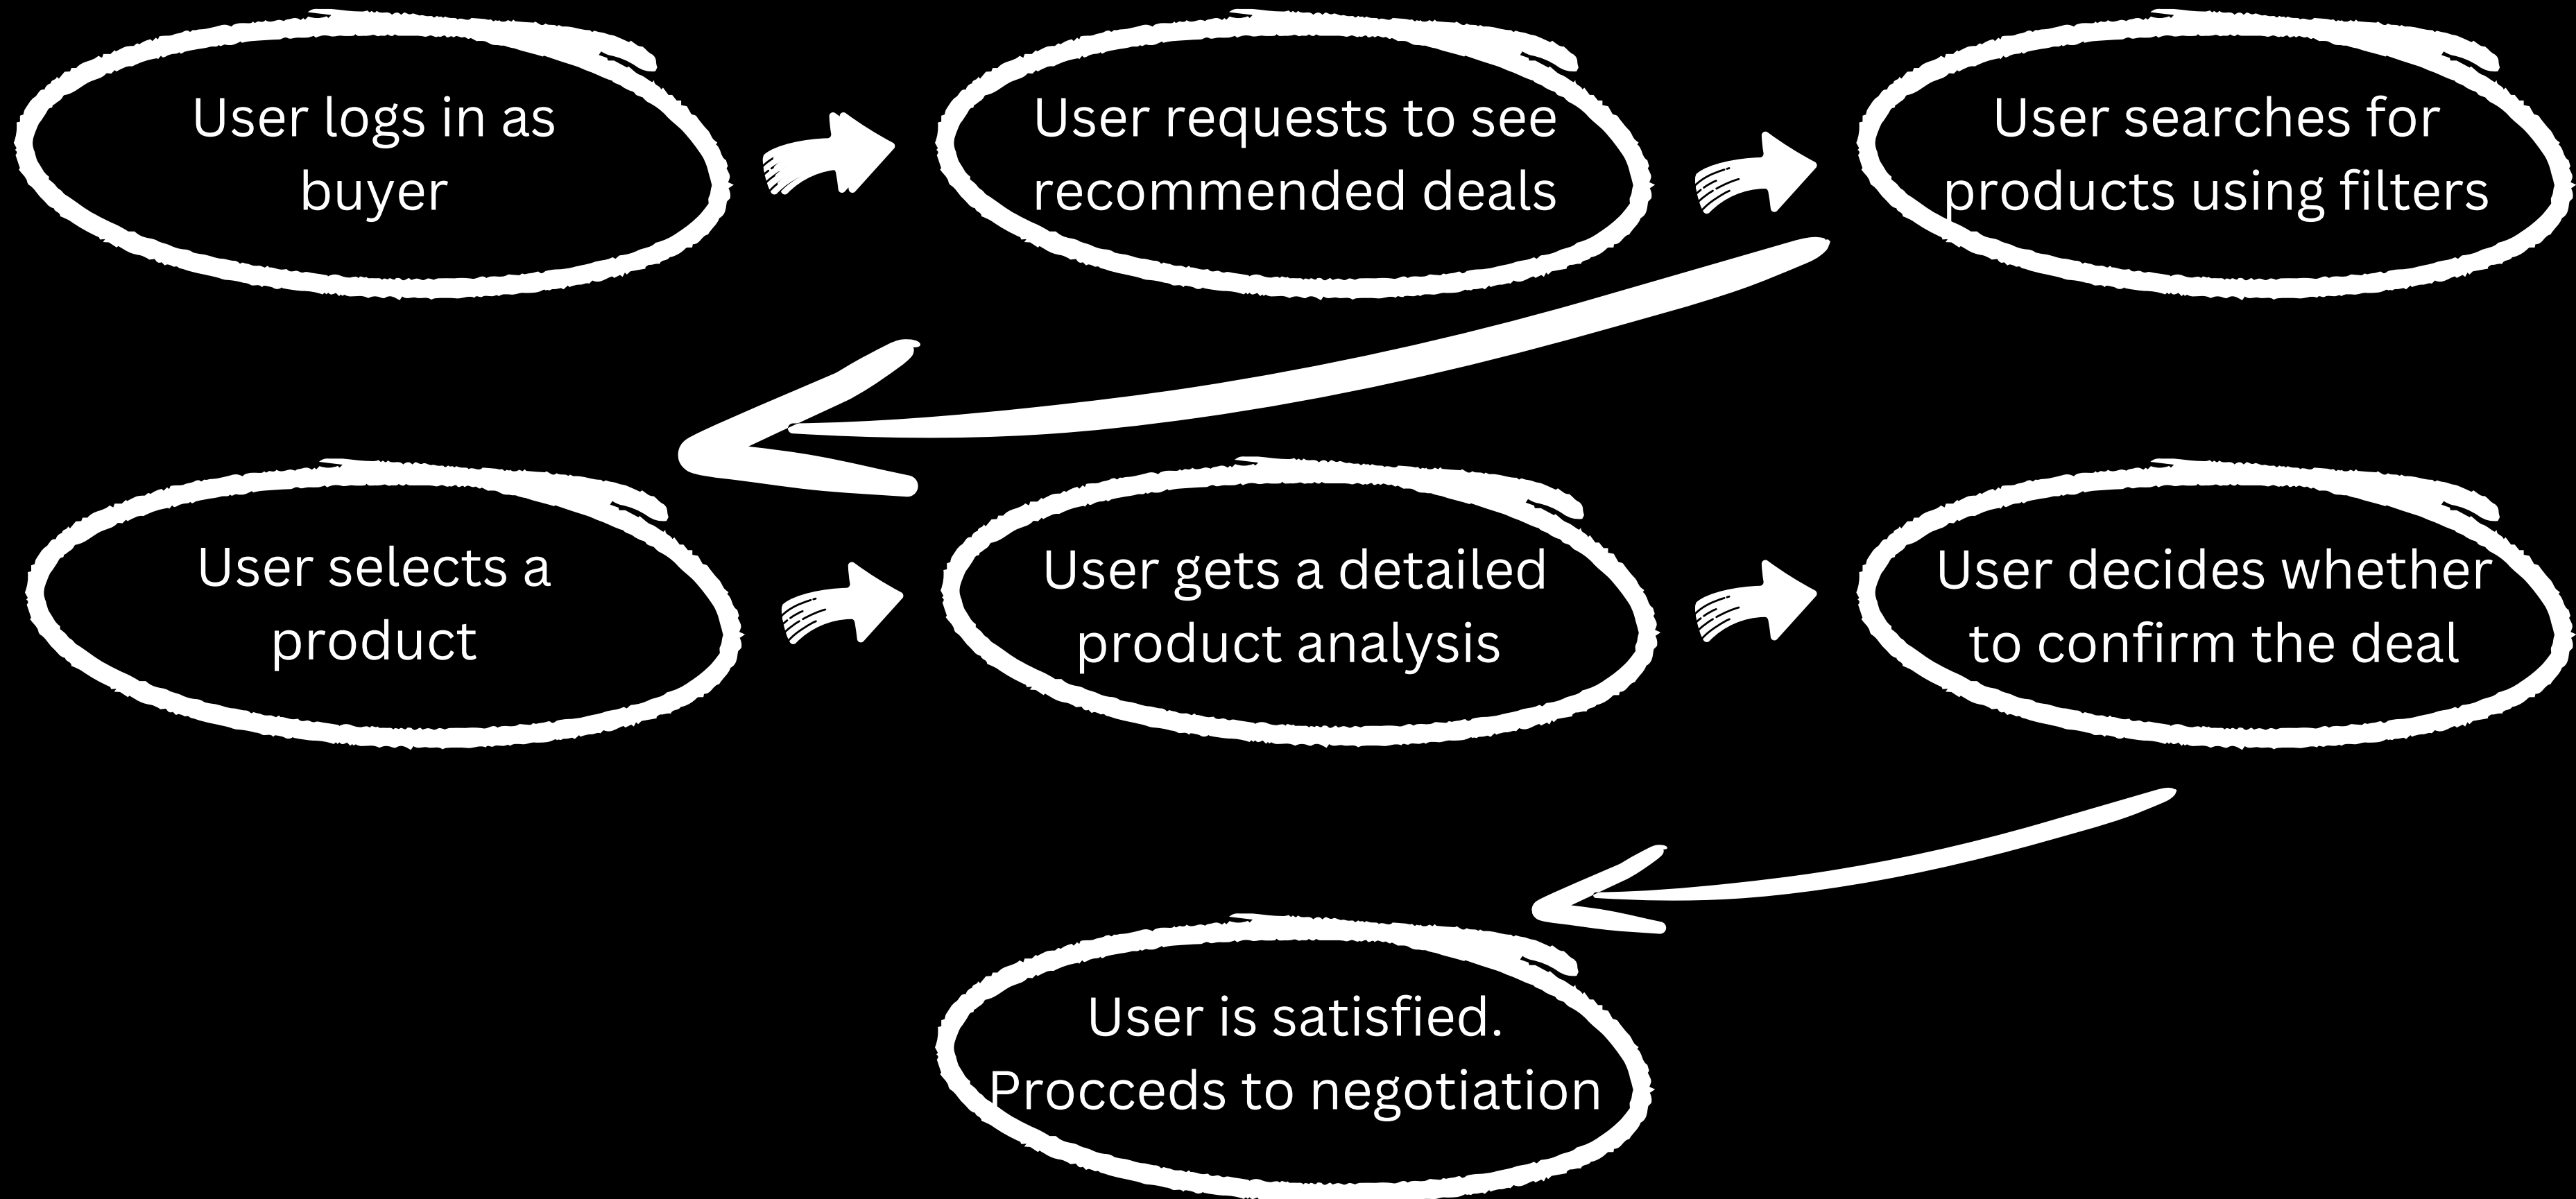 User logs in as
buyer
User requests to see
recommended deals
User searches for
products using filters
User selects a
product
User gets a detailed
product analysis
User decides whether
to confirm the deal
User is satisfied.
Procceds to negotiation